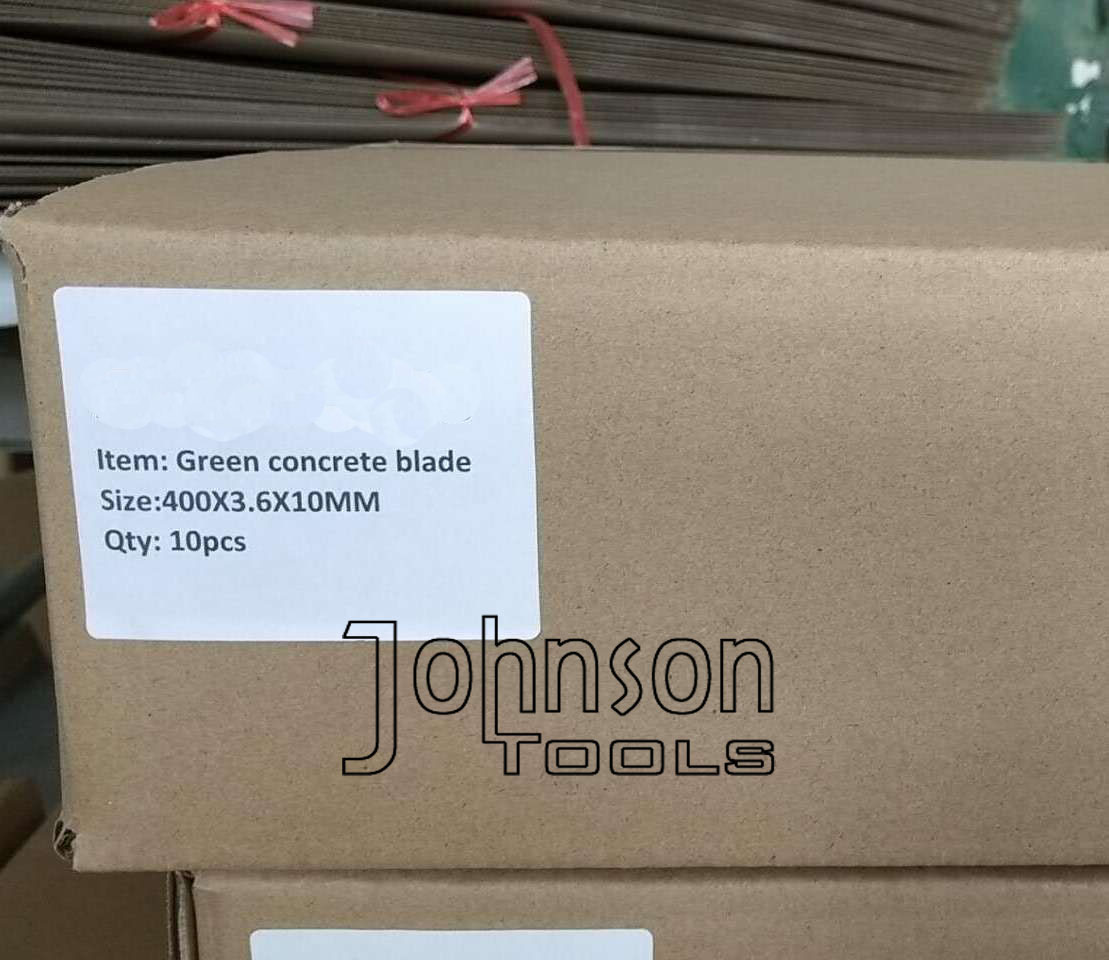 Item: Green concrete blade
Size:400X3.6X10MM
Qty: 10pcs
Johnson
TOOLS